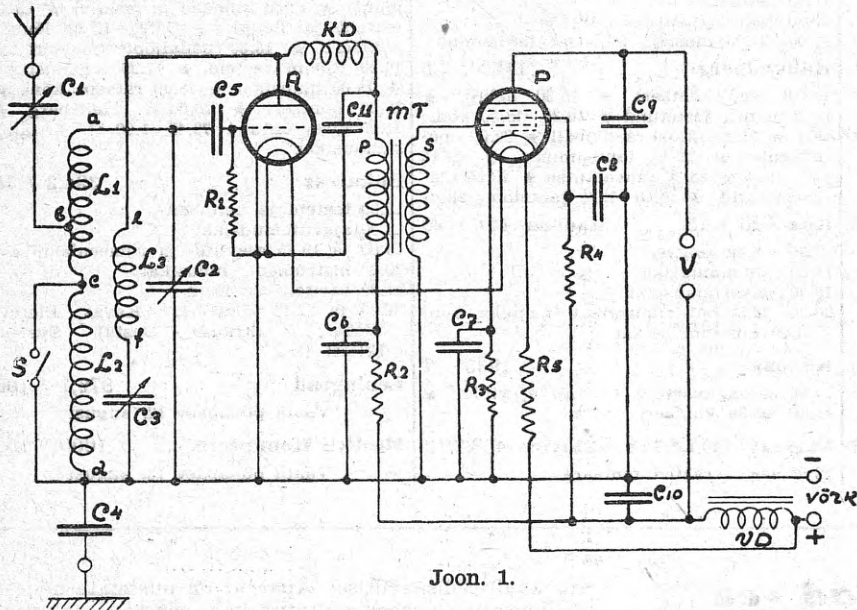 KD
A
P
C1
C5
C11
mT
C9
a
P
S
C8
L1
R1
b
l
V
c
L3
C2
R4
S
L2
f
C6
C7
R2
R3
R5
C3
d
-
C10
võrk
C4
VD
+
Joon. 1.